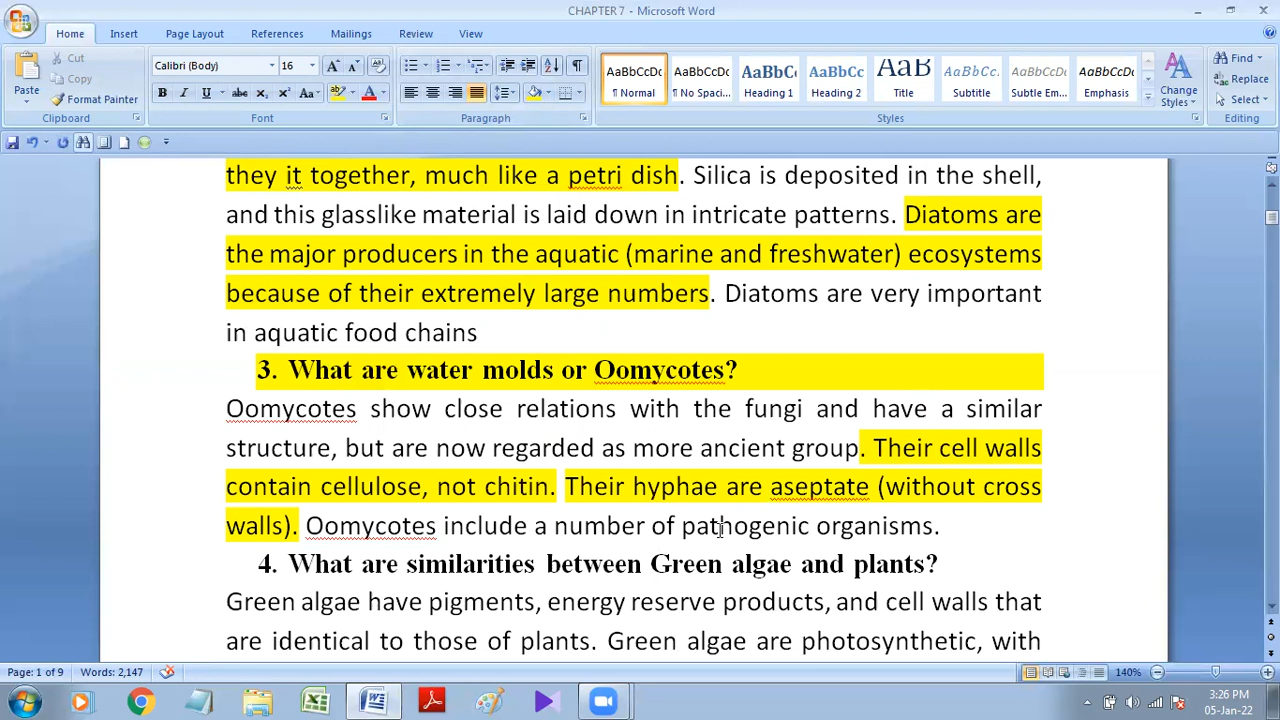 CHAPTER 7 - Microsoft Word
Home Insert Page Layout References Mailings Review View
Paste
Cut
Copy
Format Painter
Clipboard
Calibri (Body) 16
Font
Paragraph
AaBbCcDc AaBbCcDc AaBbC AaBbCc AaBbC AaBbCc. AaBbCcDc AaBbCcDc
¶ Normal ¶ No Spaci... Heading 1 Heading 2 Title Subtitle Subtle Em... Emphasis
Change Styles
Styles
Find
Replace
Select
Editing
they it together, much like a petri dish. Silica is deposited in the shell,
and this glasslike material is laid down in intricate patterns. Diatoms are
the major producers in the aquatic (marine and freshwater) ecosystems
because of their extremely large numbers. Diatoms are very important
in aquatic food chains
3. What are water molds or Oomycotes?
Oomycotes show close relations with the fungi and have a similar
structure, but are now regarded as more ancient group. Their cell walls
contain cellulose, not chitin. Their hyphae are aseptate (without cross
walls). Oomycotes include a number of pathogenic organisms.
4. What are similarities between Green algae and plants?
Green algae have pigments, energy reserve products, and cell walls that
are identical to those of plants. Green algae are photosynthetic, with
Page: 1 of 9 Words: 2,147 140%
3:26 PM
05-Jan-22